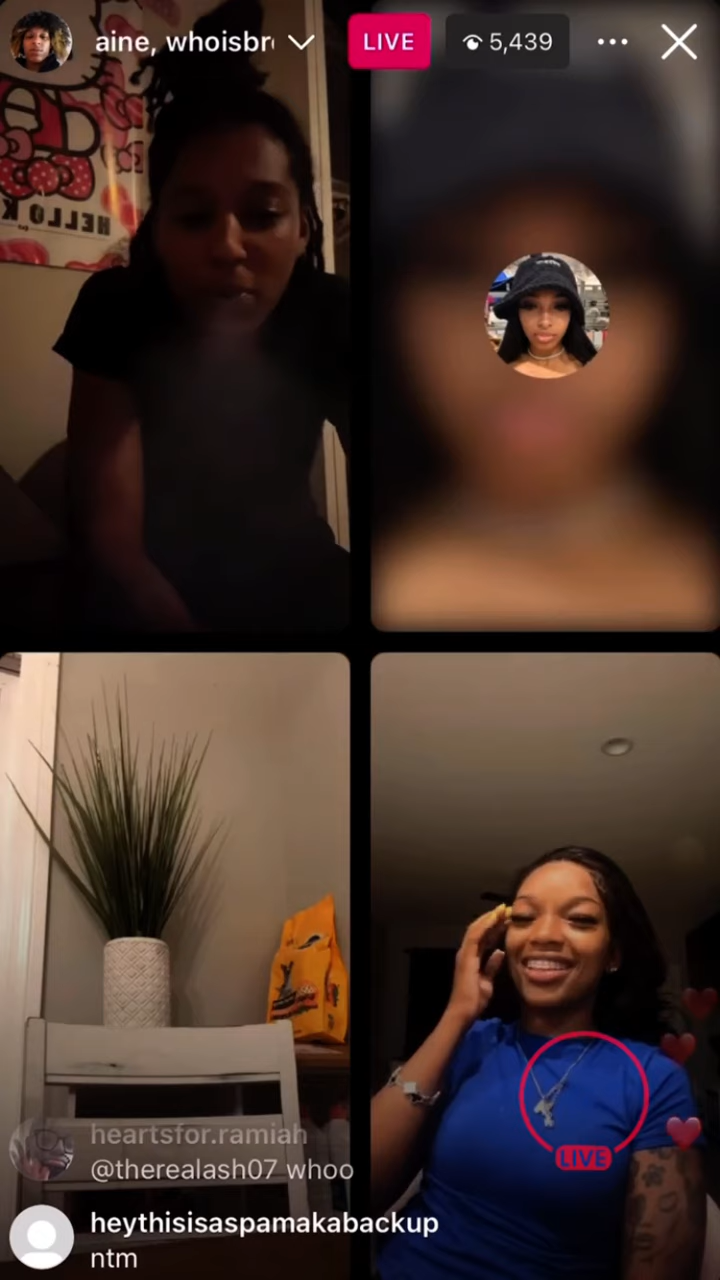 aine, whoisbr
LIVE
5,439
HELLO K
LIVE
heartsfor.ramiah
@therealash07 whoo
heythisisaspamakabackup
ntm